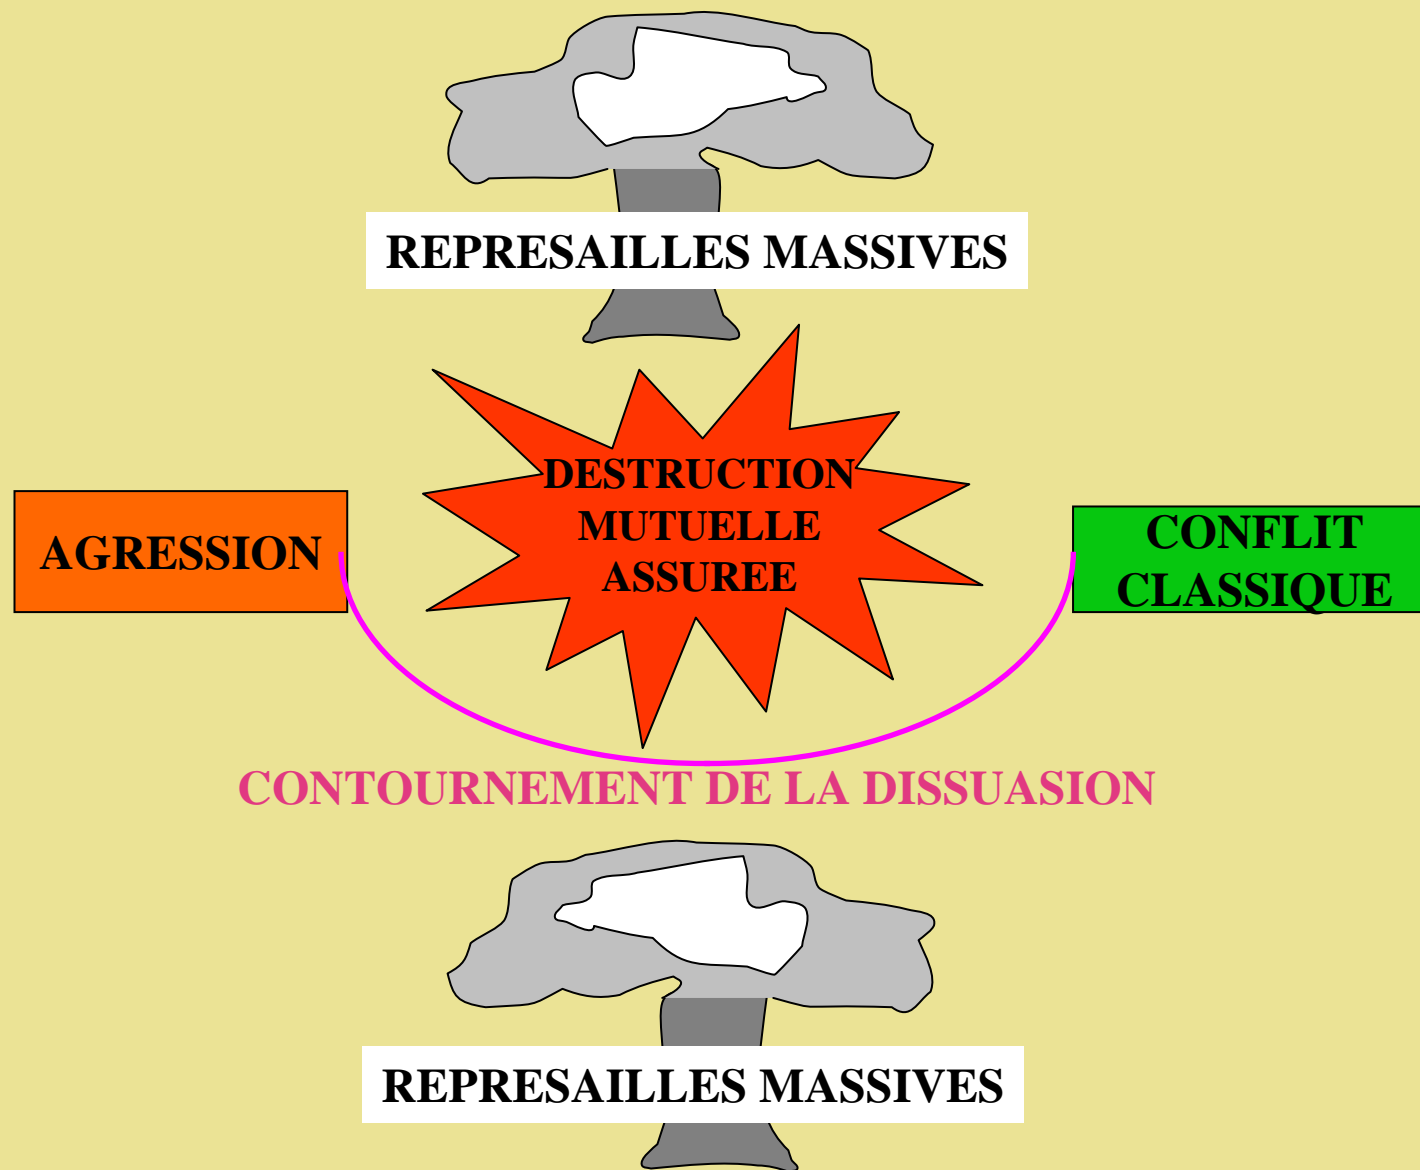 REPRESAILLES MASSIVES
DESTRUCTION
MUTUELLE
ASSUREE
AGRESSION
CONFLIT
CLASSIQUE
CONTOURNEMENT DE LA DISSUASION
REPRESAILLES MASSIVES